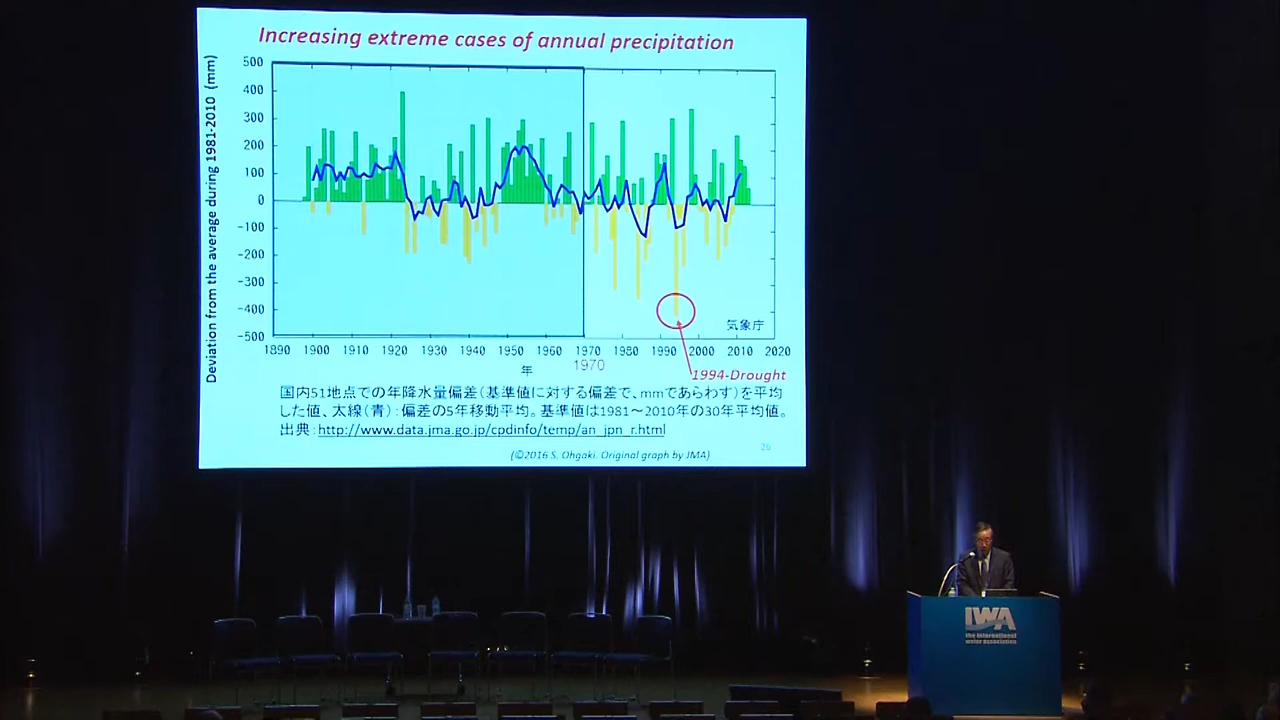 Increasing extreme cases of annual precipitation
Deviation from the average during 1981-2010 (mm)
500
400
300
200
100
0
-100
-200
-300
-400
-500
気象庁
1890 1900 1910 1920 1930 1940 1950 1960 1970 1980 1990 2000 2010 2020
年
1970
1994-Drought
国内51地点での年降水量偏差(基準値に対する偏差で、mmであらわす)を平均
した値、太線(青):偏差の5年移動平均。基準値は1981〜2010年の30年平均値。
出典:http://www.data.jma.go.jp/cpdinfo/temp/an_jpn_r.html
(©2016 S. Ohgaki. Original graph by JMA)
26
IWA
the international
water association